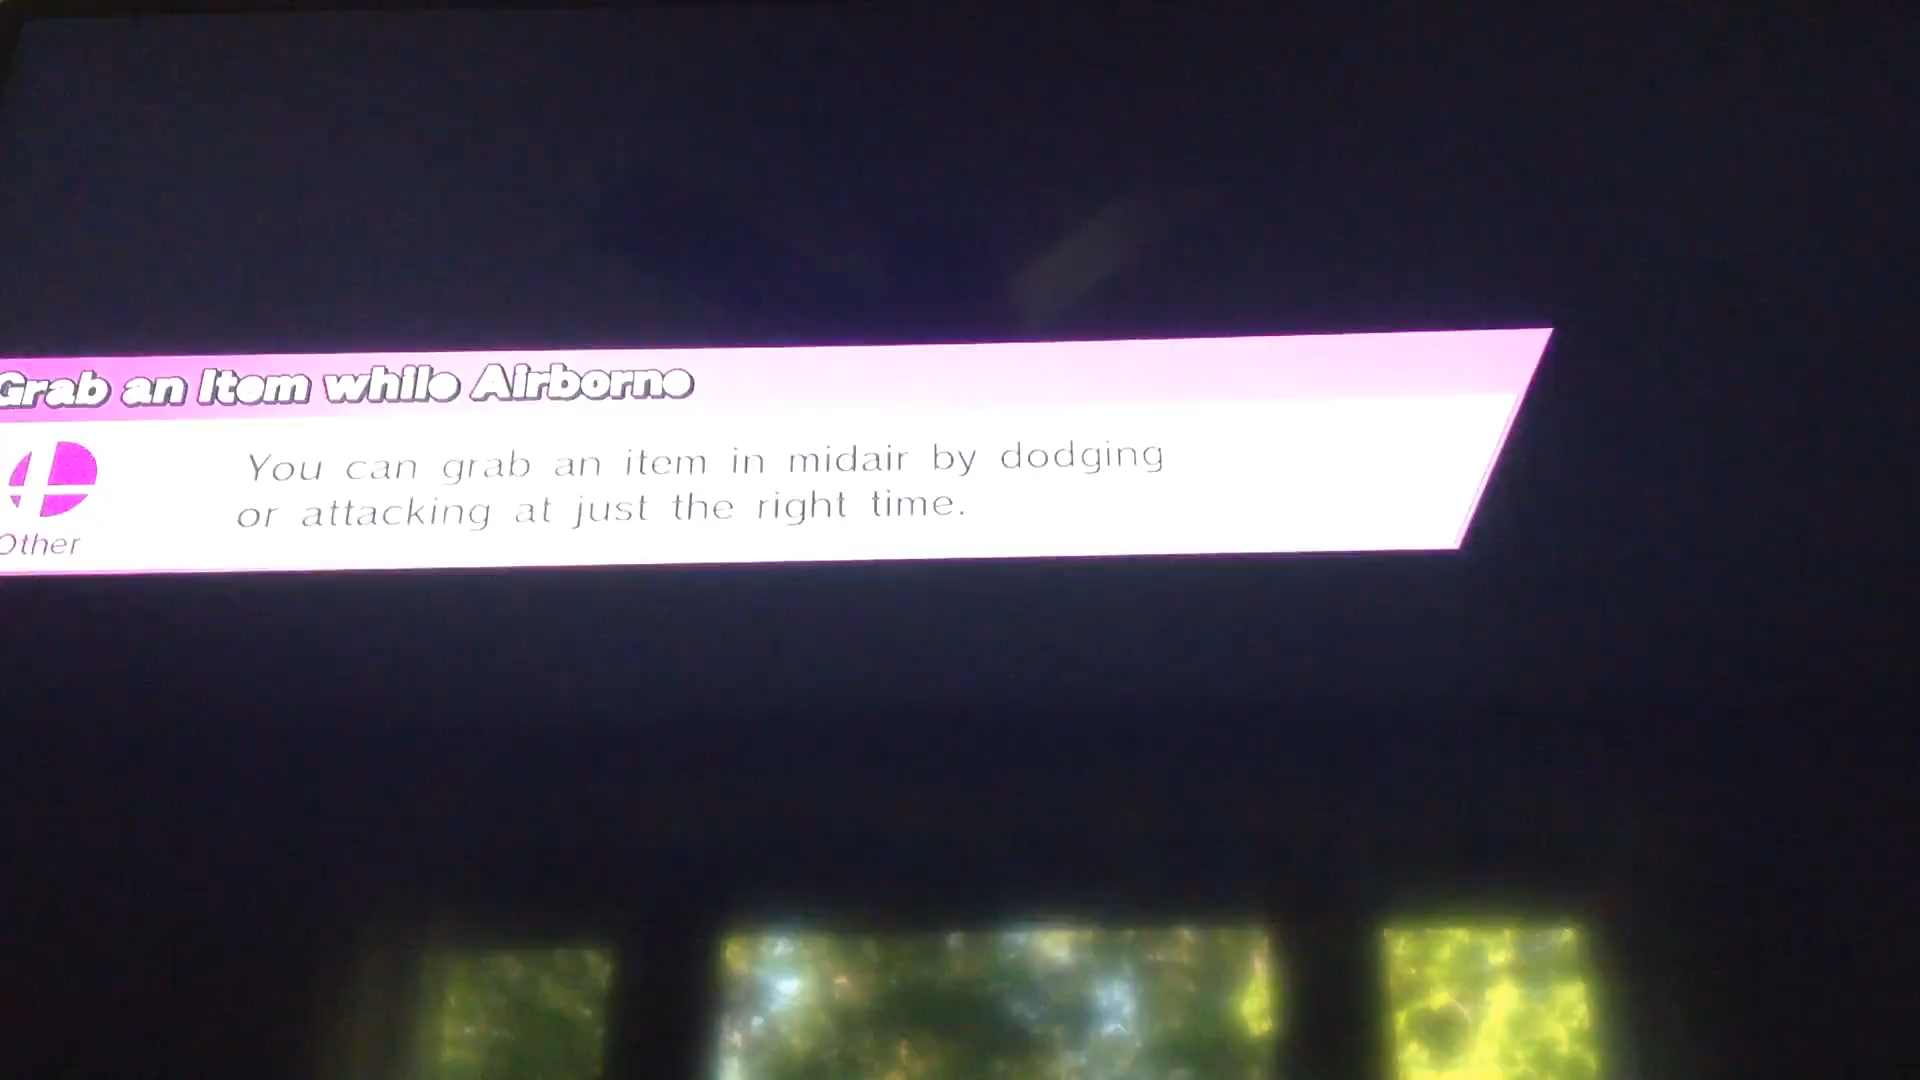 Grab an Item while Airborne
You can grab an item in midair by dodging
or attacking at just the right time.
Other